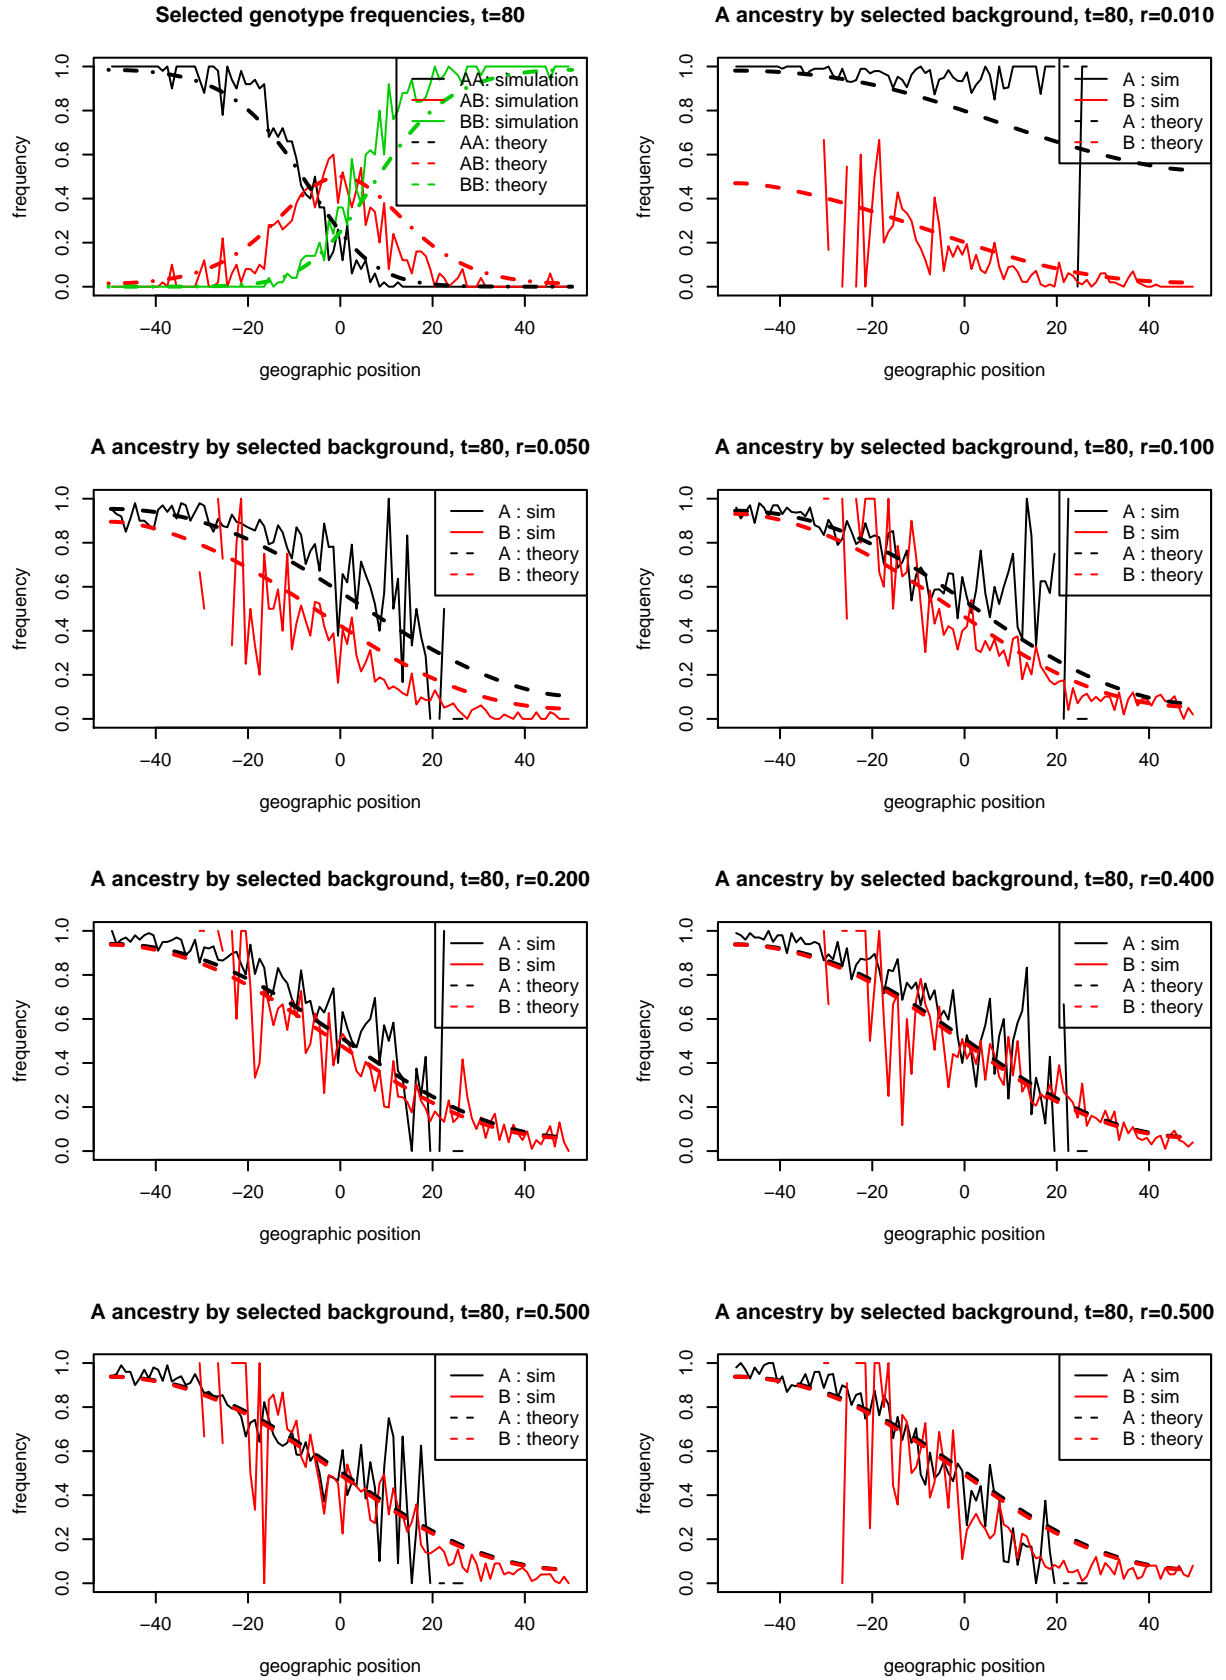 Selected genotype frequencies, t=80
frequency
0.0 0.2 0.4 0.6 0.8 1.0
AA: simulation
AB: simulation
BB: simulation
AA: theory
AB: theory
BB: theory
−40 −20 0 20 40
geographic position
A ancestry by selected background, t=80, r=0.010
frequency
0.0 0.2 0.4 0.6 0.8 1.0
A : sim
B : sim
A : theory
B : theory
−40 −20 0 20 40
geographic position
A ancestry by selected background, t=80, r=0.050
frequency
0.0 0.2 0.4 0.6 0.8 1.0
A : sim
B : sim
A : theory
B : theory
−40 −20 0 20 40
geographic position
A ancestry by selected background, t=80, r=0.100
frequency
0.0 0.2 0.4 0.6 0.8 1.0
A : sim
B : sim
A : theory
B : theory
−40 −20 0 20 40
geographic position
A ancestry by selected background, t=80, r=0.200
frequency
0.0 0.2 0.4 0.6 0.8 1.0
A : sim
B : sim
A : theory
B : theory
−40 −20 0 20 40
geographic position
A ancestry by selected background, t=80, r=0.400
frequency
0.0 0.2 0.4 0.6 0.8 1.0
A : sim
B : sim
A : theory
B : theory
−40 −20 0 20 40
geographic position
A ancestry by selected background, t=80, r=0.500
frequency
0.0 0.2 0.4 0.6 0.8 1.0
A : sim
B : sim
A : theory
B : theory
−40 −20 0 20 40
geographic position
A ancestry by selected background, t=80, r=0.500
frequency
0.0 0.2 0.4 0.6 0.8 1.0
A : sim
B : sim
A : theory
B : theory
−40 −20 0 20 40
geographic position